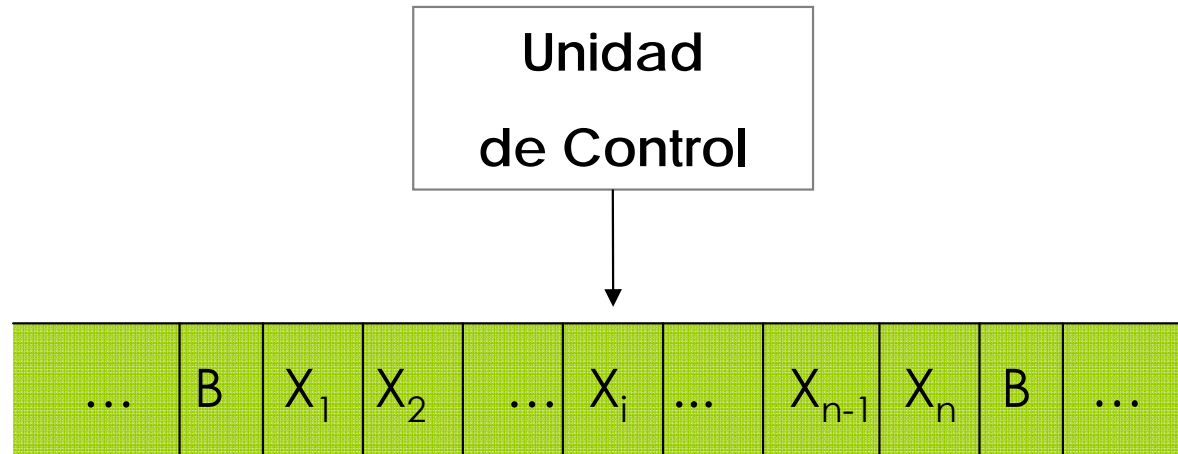 Unidad
de Control
... B X₁ X₂ ... Xᵢ ... Xₙ₋₁ Xₙ B ...